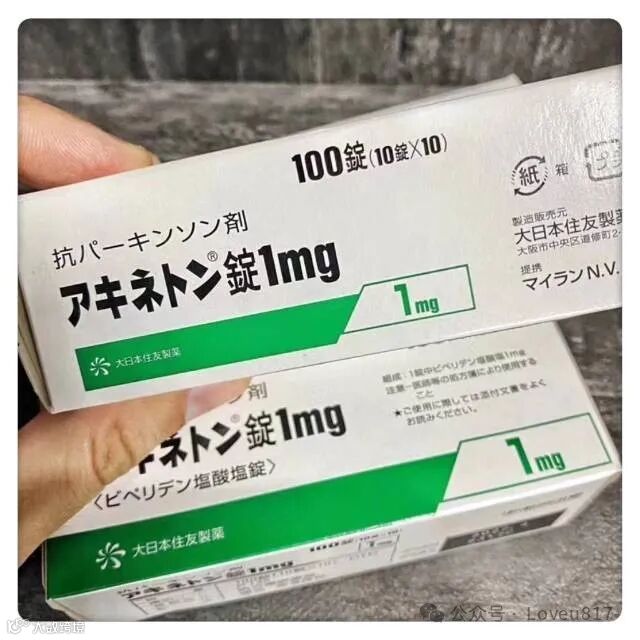 100錠(10錠×10)
抗パーキンソン剤
アキネトン®錠1mg
1mg
大日本住友製薬
紙
箱
プラ
製造販売元
大日本住友製薬
大阪市中央区道修町2-
提携
マイランN.V.
ソン剤
キネトン®錠1mg
〈ビペリデン塩酸塩錠〉
1mg
大日本住友製薬
組成:1錠中ビペリデン塩酸塩1mg
注意-医師等の処方箋により使用する
こと
★ご使用に際しては添付文書をよく
お読みください。
公众号 · Loveu817-